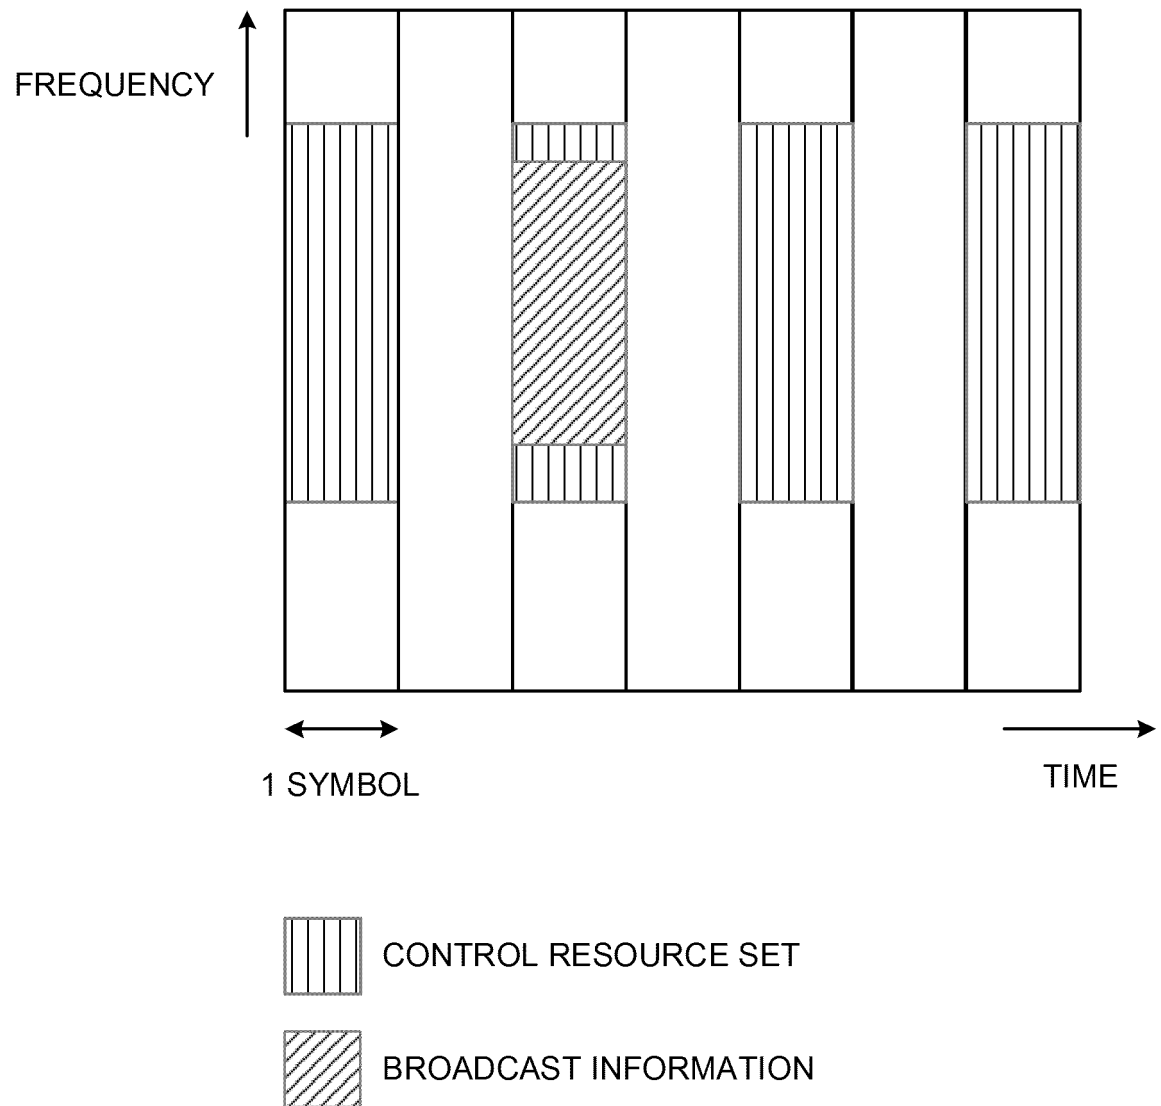 FREQUENCY
1 SYMBOL
TIME
CONTROL RESOURCE SET
BROADCAST INFORMATION